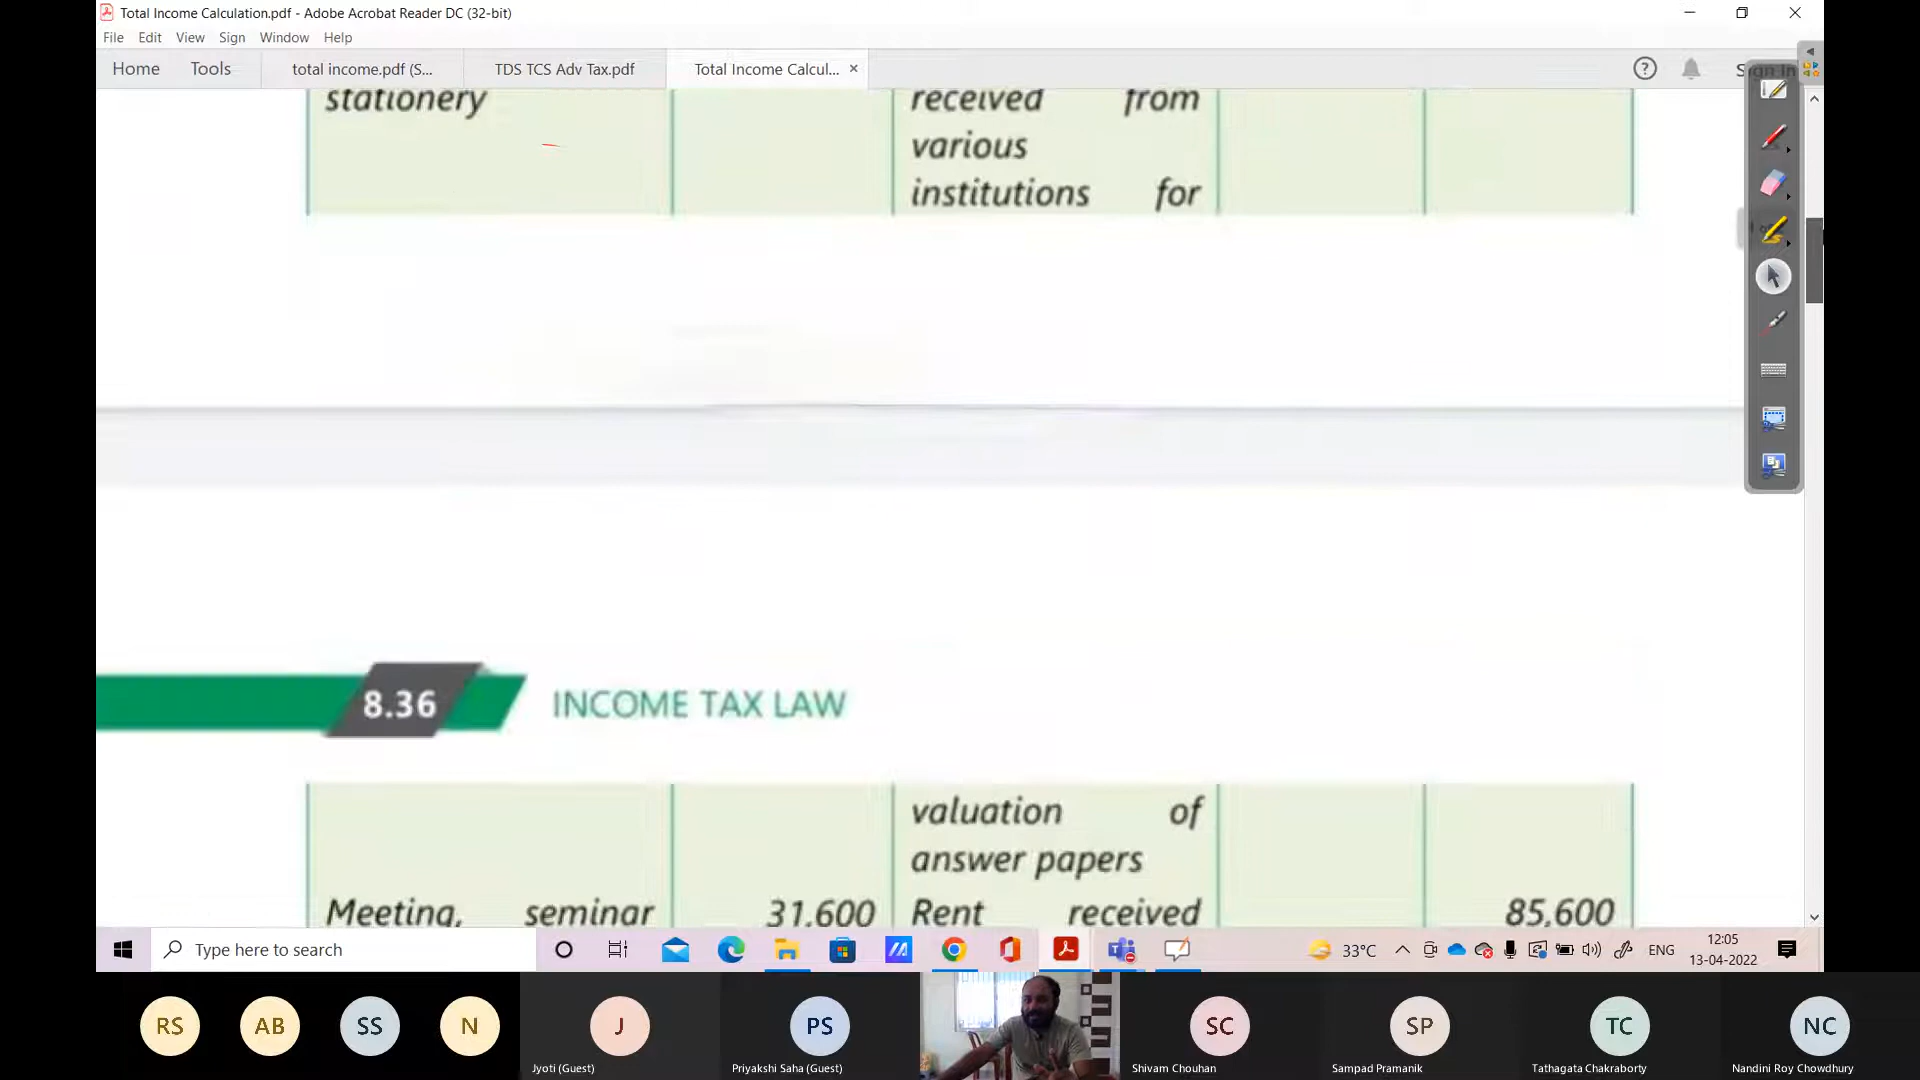 Total Income Calculation.pdf - Adobe Acrobat Reader DC (32-bit)
File Edit View Sign Window Help
Home Tools total income.pdf (S... TDS TCS Adv Tax.pdf Total Income Calcul...
stationery received from
various
institutions for
8.36 INCOME TAX LAW
valuation of
answer papers
Meeting, seminar 31,600 Rent received 85,600
Type here to search 33°C ENG 12:05
13-04-2022
RS AB SS N J PS SC SP TC NC
Jyoti (Guest) Priyakshi Saha (Guest) Shivam Chouhan Sampad Pramanik Tathagata Chakraborty Nandini Roy Chowdhury